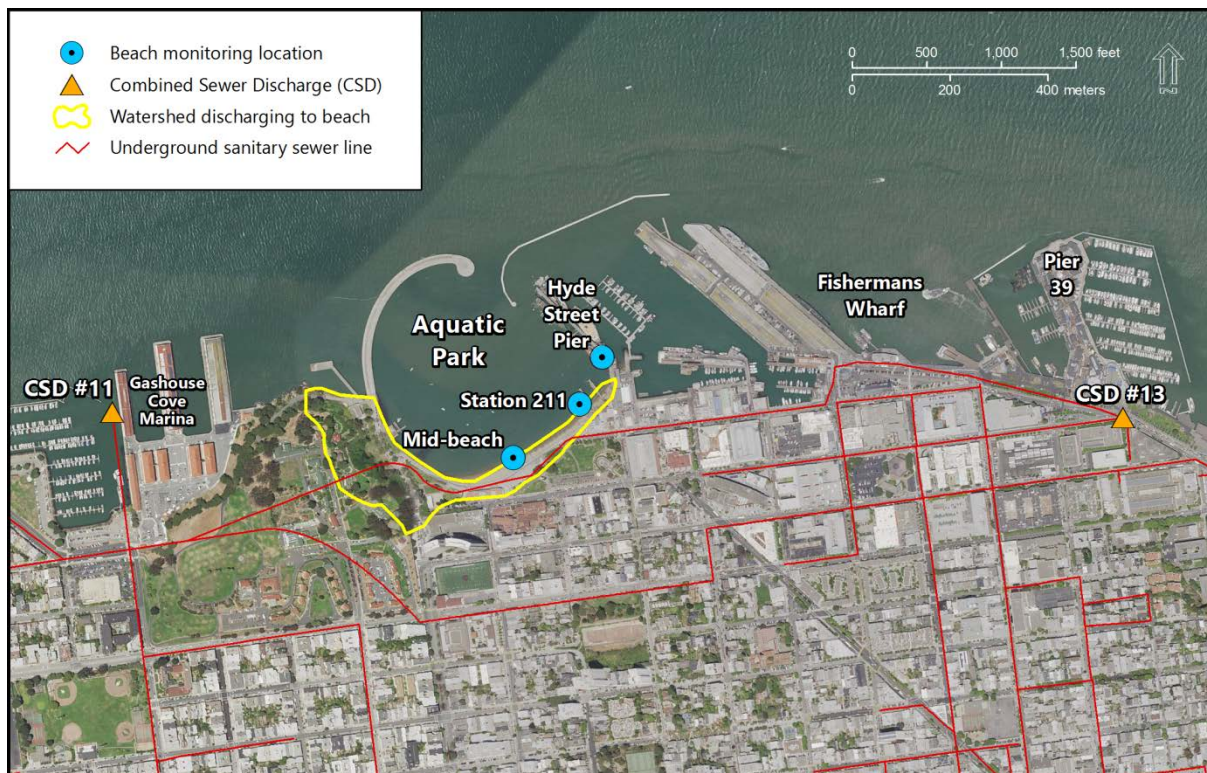 Beach monitoring location
Combined Sewer Discharge (CSD)
Watershed discharging to beach
Underground sanitary sewer line
0 500 1,000 1,500 feet
0 200 400 meters
Hyde
Street
Pier
Aquatic
Park
Fishermans
Wharf
Pier
39
CSD #11
Gashouse
Cove
Marina
Station 211
CSD #13
Mid-beach